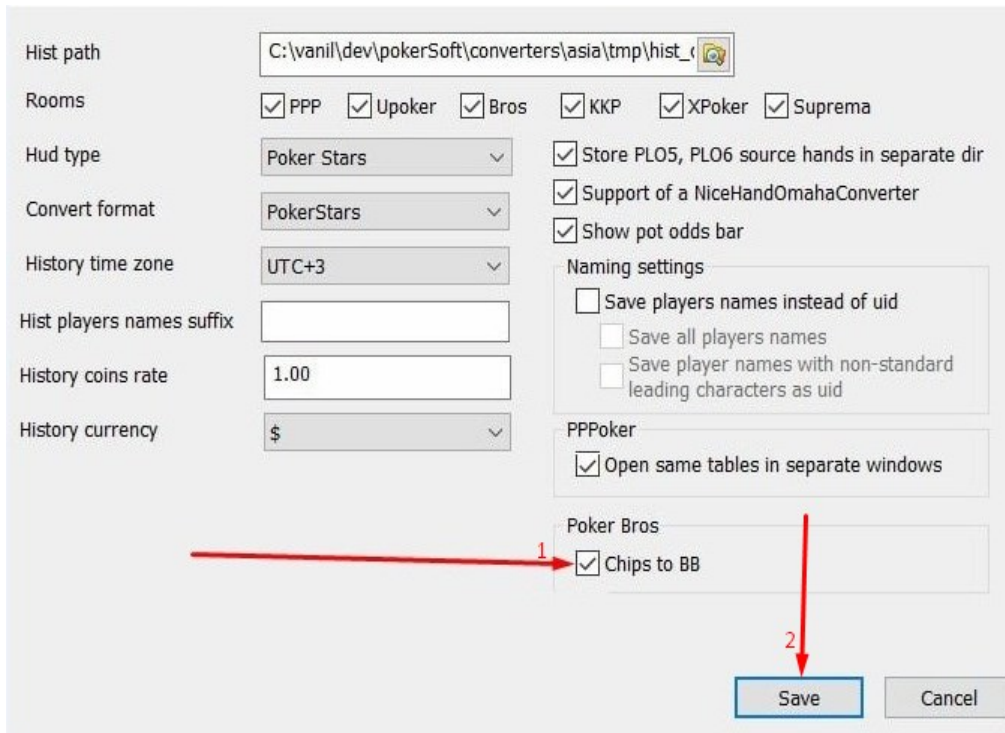 Hist path
C:\vanil\dev\pokerSoft\converters\asia\tmp\hist_
Rooms
PPP Upoker Bros KKP XPoker Suprema
Hud type
Poker Stars
Store PLO5, PLO6 source hands in separate dir
Convert format
PokerStars
Support of a NiceHandOmahaConverter
Show pot odds bar
History time zone
UTC+3
Naming settings
Save players names instead of uid
Hist players names suffix
Save all players names
Save player names with non-standard
leading characters as uid
History coins rate
1.00
History currency
$
PPPoker
Open same tables in separate windows
Poker Bros
1
Chips to BB
2
Save
Cancel